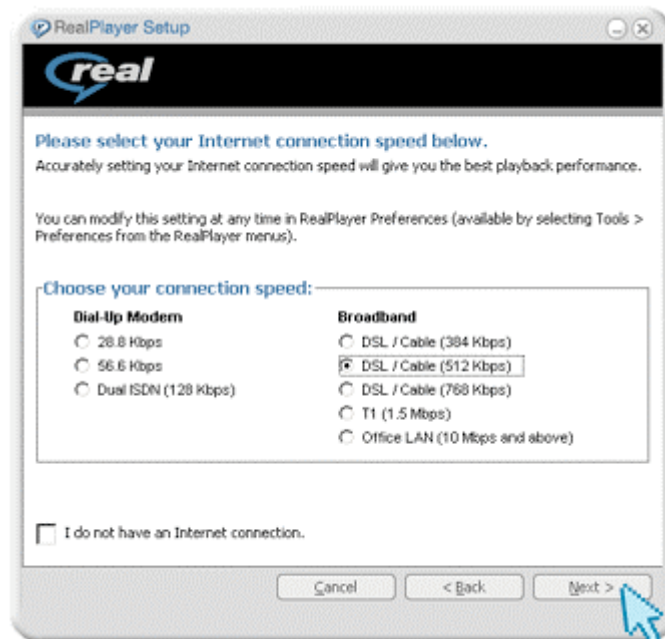 RealPlayer Setup
real
Please select your Internet connection speed below.
Accurately setting your Internet connection speed will give you the best playback performance.
You can modify this setting at any time in RealPlayer Preferences (available by selecting Tools >
Preferences from the RealPlayer menus).
Choose your connection speed:
Dial-Up Modem
28.8 Kbps
56.6 Kbps
Dual ISDN (128 Kbps)
Broadband
DSL / Cable (384 Kbps)
DSL / Cable (512 Kbps)
DSL / Cable (768 Kbps)
T1 (1.5 Mbps)
Office LAN (10 Mbps and above)
I do not have an Internet connection.
Cancel
< Back
Next >